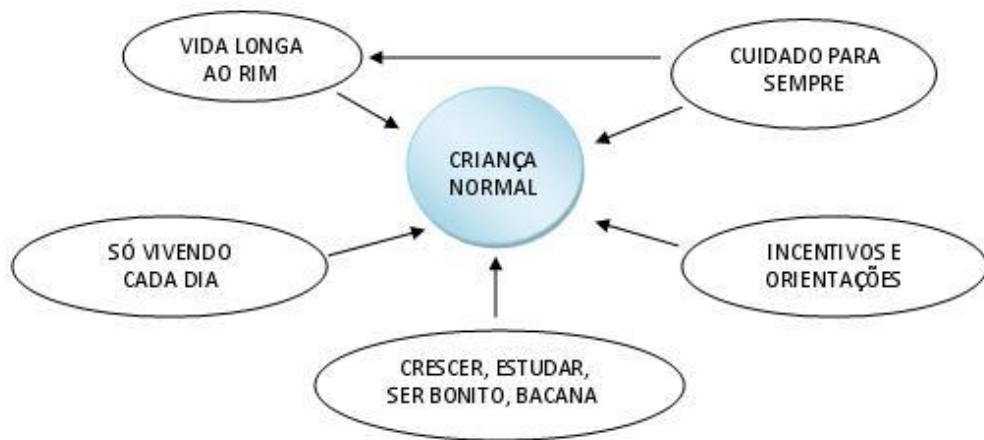 VIDA LONGA
AO RIM
CUIDADO PARA
SEMPRE
CRIANÇA
NORMAL
SÓ VIVENDO
CADA DIA
INCENTIVOS E
ORIENTAÇÕES
CRESCER, ESTUDAR,
SER BONITO, BACANA